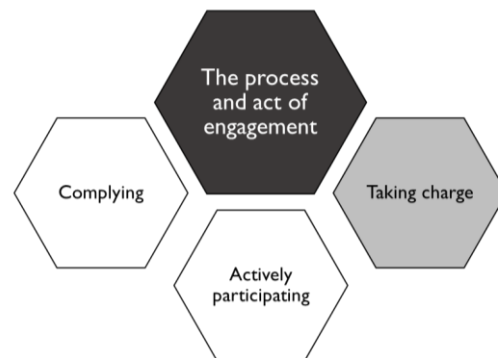 The process
and act of
engagement
Complying
Taking charge
Actively
participating